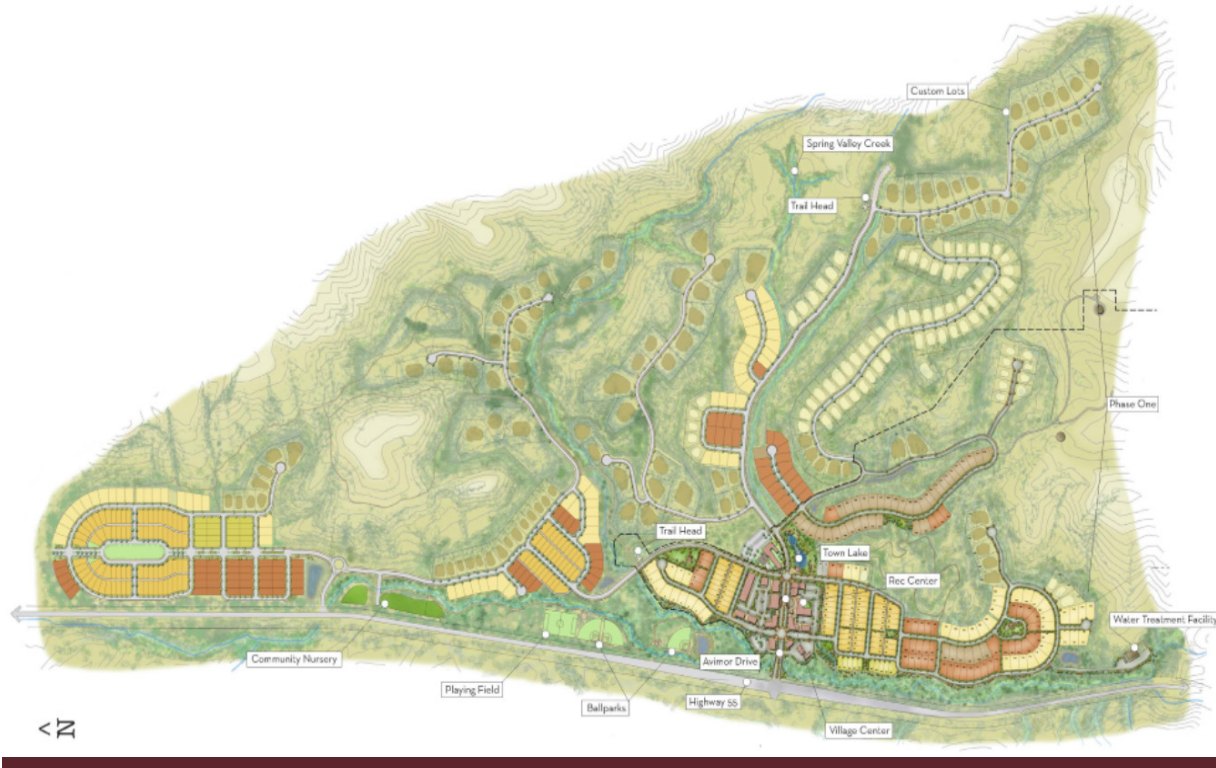 Custom Lots
Spring Valley Creek
Trail Head
Phase One
Trail Head
Town Lake
Rec Center
Water Treatment Facility
Community Nursery
Avimor Drive
Playing Field
Highway 55
Ballparks
Village Center
< N